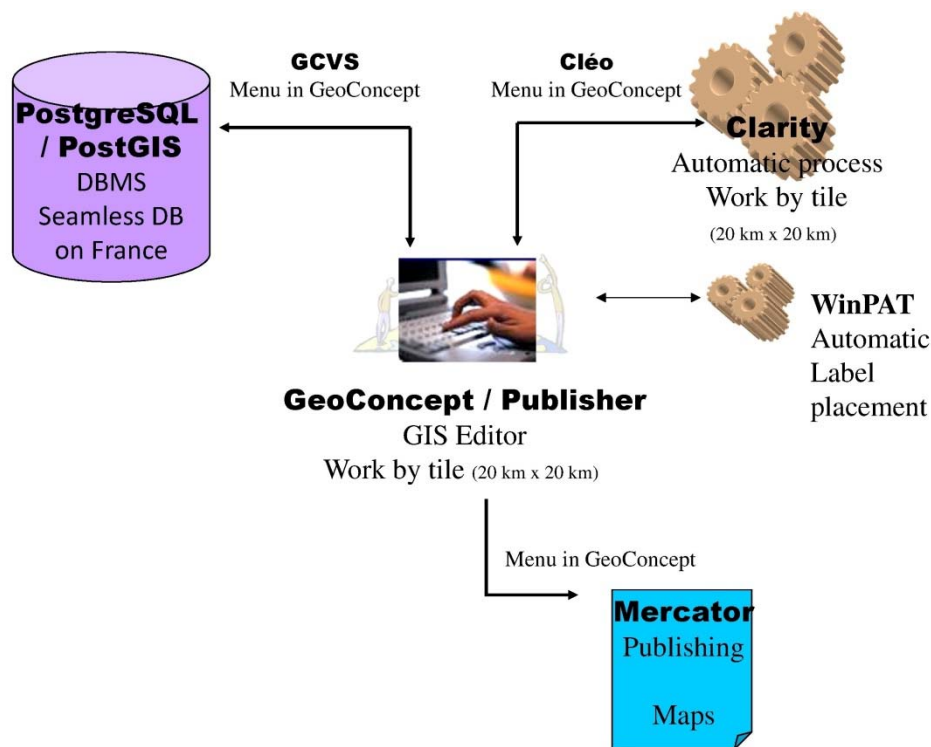 GCVS
Menu in GeoConcept
Cléo
Menu in GeoConcept
PostgreSQL
/ PostGIS
DBMS
Seamless DB
on France
Clarity
Automatic process
Work by tile
(20 km x 20 km)
WinPAT
Automatic
Label
placement
GeoConcept / Publisher
GIS Editor
Work by tile (20 km x 20 km)
Menu in GeoConcept
Mercator
Publishing
Maps